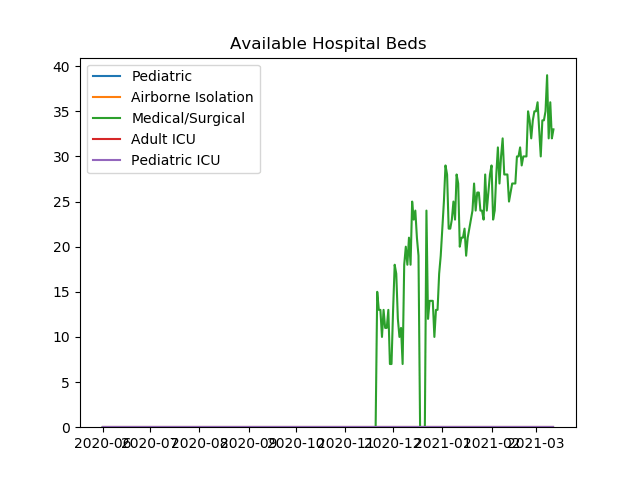 Available Hospital Beds
Pediatric
Airborne Isolation
Medical/Surgical
Adult ICU
Pediatric ICU
40
35
30
25
20
15
10
5
0
2020-06 2020-07 2020-08 2020-09 2020-10 2020-11 2020-12 2021-01 2021-02 2021-03